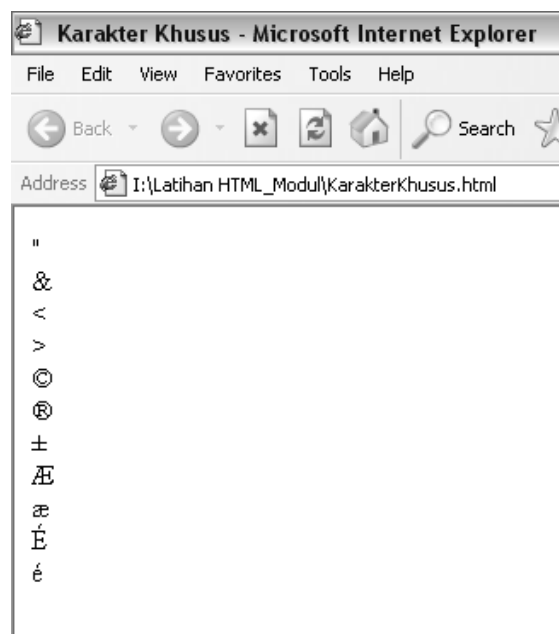 Karakter Khusus - Microsoft Internet Explorer
File Edit View Favorites Tools Help
Back Search
Address I:\Latihan HTML_Modul\KarakterKhusus.html
"
&
<
>
©
®
±
Æ
æ
É
é